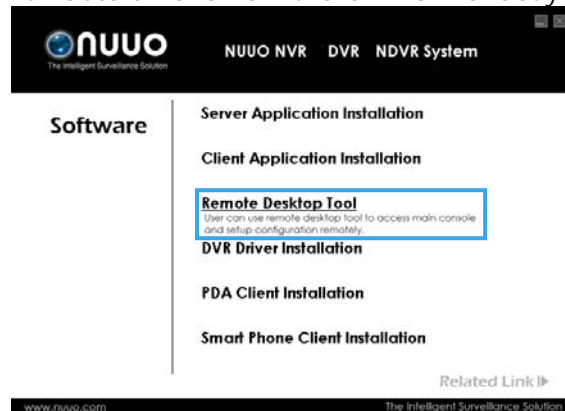 nuuo
The Intelligent Surveillance Solution
NUUO NVR DVR NDVR System
Software
Server Application Installation
Client Application Installation
Remote Desktop Tool
User can use remote desktop tool to access main console
and setup configuration remotely.
DVR Driver Installation
PDA Client Installation
Smart Phone Client Installation
Related Link
www.nuuo.com
The Intelligent Surveillance Solution